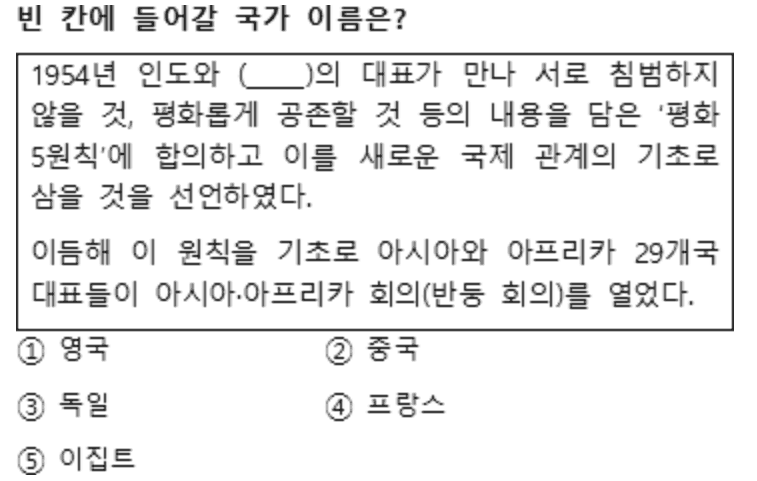 빈 칸에 들어갈 국가 이름은?
1954년 인도와 (____)의 대표가 만나 서로 침범하지
않을 것, 평화롭게 공존할 것 등의 내용을 담은 ‘평화
5원칙’에 합의하고 이를 새로운 국제 관계의 기초로
삼을 것을 선언하였다.
이듬해 이 원칙을 기초로 아시아와 아프리카 29개국
대표들이 아시아·아프리카 회의(반둥 회의)를 열었다.
① 영국 ② 중국
③ 독일 ④ 프랑스
⑤ 이집트